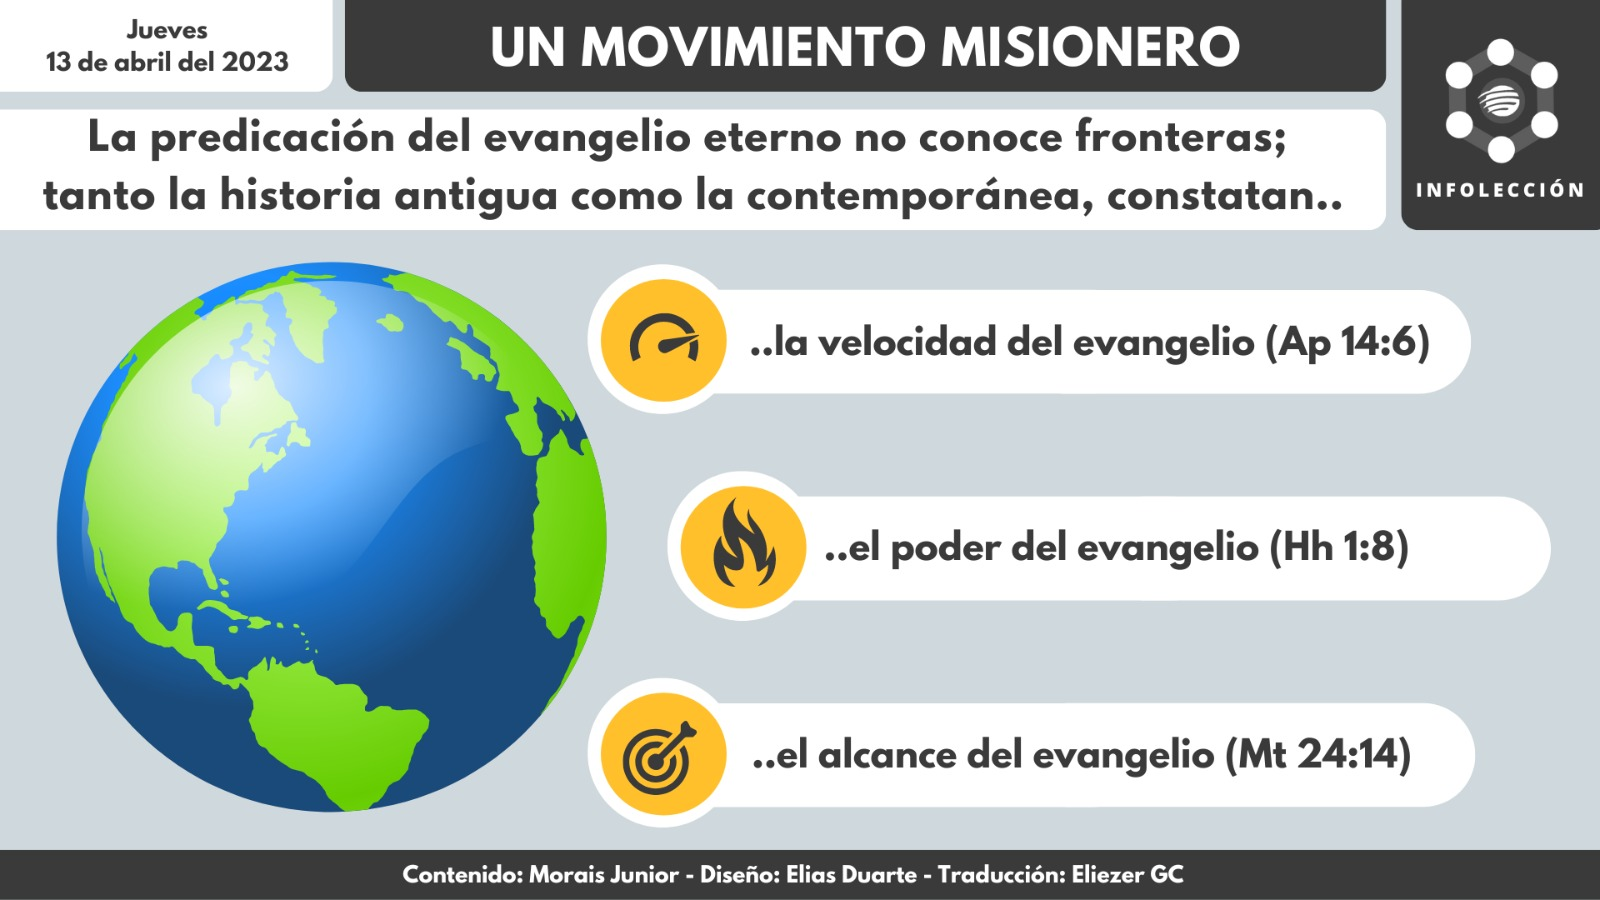 Jueves
13 de abril del 2023
UN MOVIMIENTO MISIONERO
INFOLECCIÓN
La predicación del evangelio eterno no conoce fronteras;
tanto la historia antigua como la contemporánea, constatan..
..la velocidad del evangelio (Ap 14:6)
..el poder del evangelio (Hh 1:8)
..el alcance del evangelio (Mt 24:14)
Contenido: Morais Junior - Diseño: Elias Duarte - Traducción: Eliezer GC